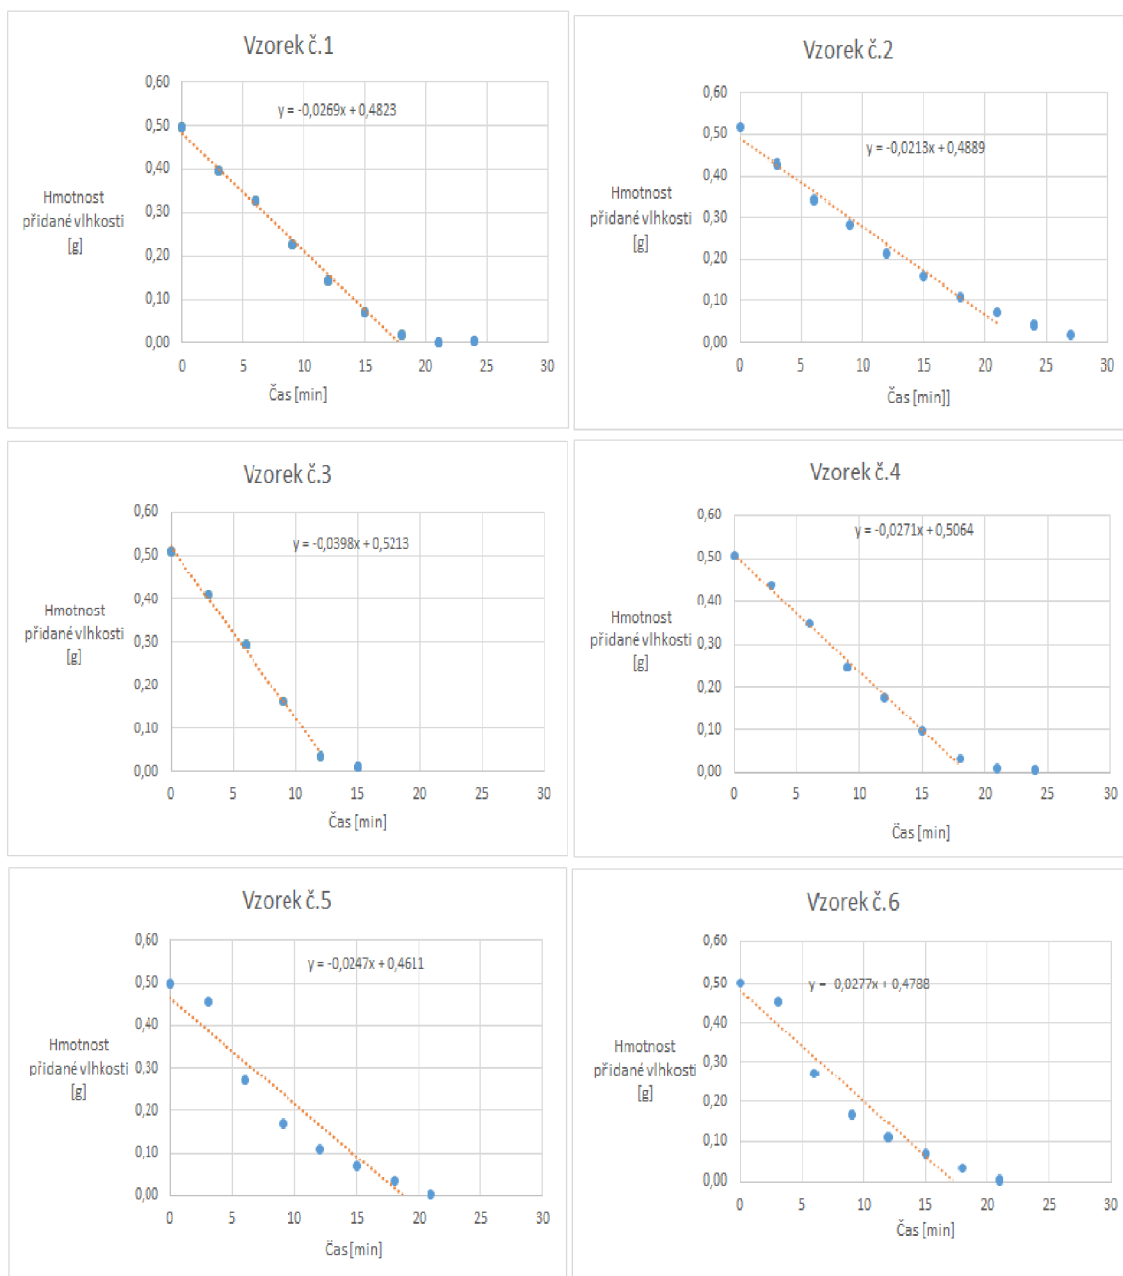 Vzorek č.1
0,60
0,50
0,40
0,30
0,20
0,10
0,00
y = -0,0269x + 0,4823
Hmotnost
přidané vlhkosti
[g]
0 5 10 15 20 25 30
Čas [min]
Vzorek č.2
0,60
0,50
0,40
0,30
0,20
0,10
0,00
y = -0,0213x + 0,4889
Hmotnost
přidané vlhkosti
[g]
0 5 10 15 20 25 30
Čas [min]]
Vzorek č.3
0,60
0,50
0,40
0,30
0,20
0,10
0,00
y = -0,0398x + 0,5213
Hmotnost
přidané vlhkosti
[g]
0 5 10 15 20 25 30
Čas [min]
Vzorek č.4
0,60
0,50
0,40
0,30
0,20
0,10
0,00
y = -0,0271x + 0,5064
Hmotnost
přidané vlhkosti
[g]
0 5 10 15 20 25 30
Čas [min]
Vzorek č.5
0,60
0,50
0,40
0,30
0,20
0,10
0,00
y = -0,0247x + 0,4611
Hmotnost
přidané vlhkosti
[g]
0 5 10 15 20 25 30
Čas [min]
Vzorek č.6
0,60
0,50
0,40
0,30
0,20
0,10
0,00
y = -0,0277x + 0,4788
Hmotnost
přidané vlhkosti
[g]
0 5 10 15 20 25 30
Čas [min]